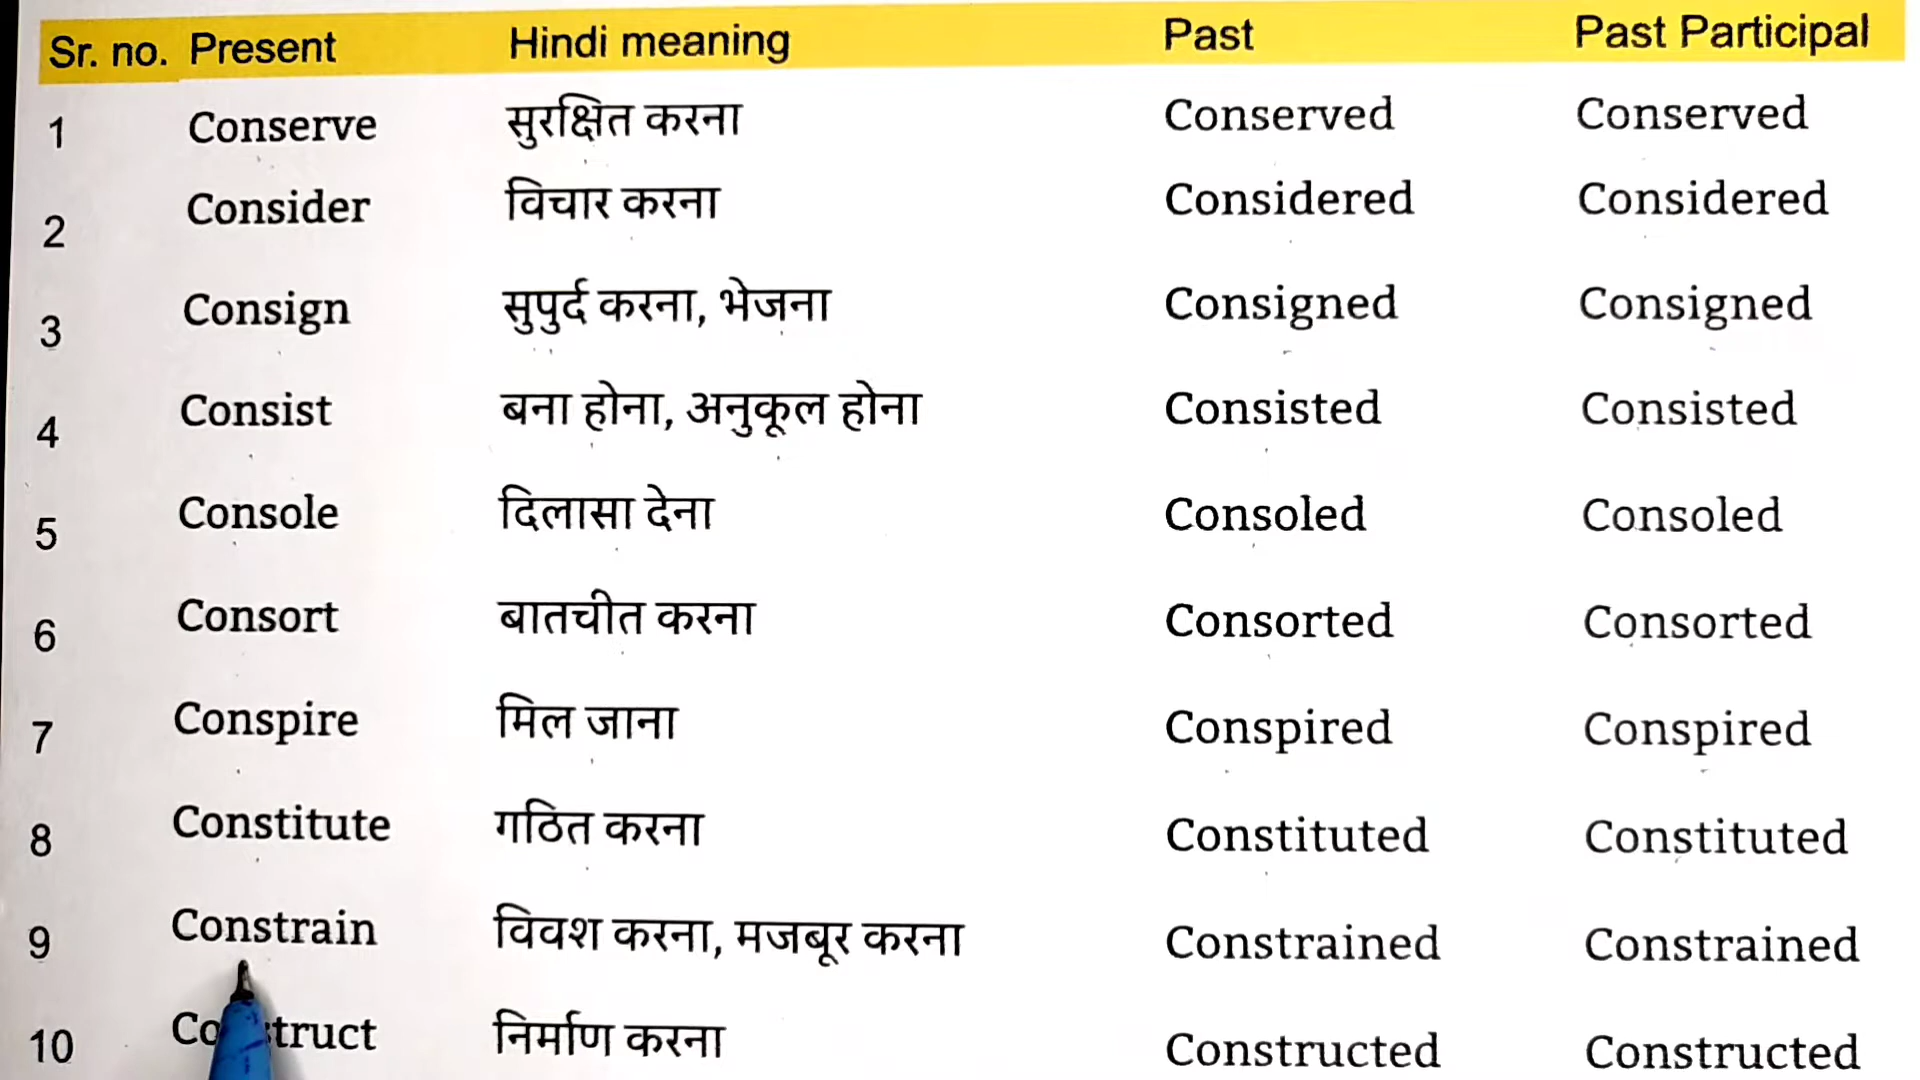 Sr. no. Present Hindi meaning Past Past Participal
1 Conserve सुरक्षित करना Conserved Conserved
2 Consider विचार करना Considered Considered
3 Consign सुपुर्द करना, भेजना Consigned Consigned
4 Consist बना होना, अनुकूल होना Consisted Consisted
5 Console दिलासा देना Consoled Consoled
6 Consort बातचीत करना Consorted Consorted
7 Conspire मिल जाना Conspired Conspired
8 Constitute गठित करना Constituted Constituted
9 Constrain विवश करना, मजबूर करना Constrained Constrained
10 Construct निर्माण करना Constructed Constructed